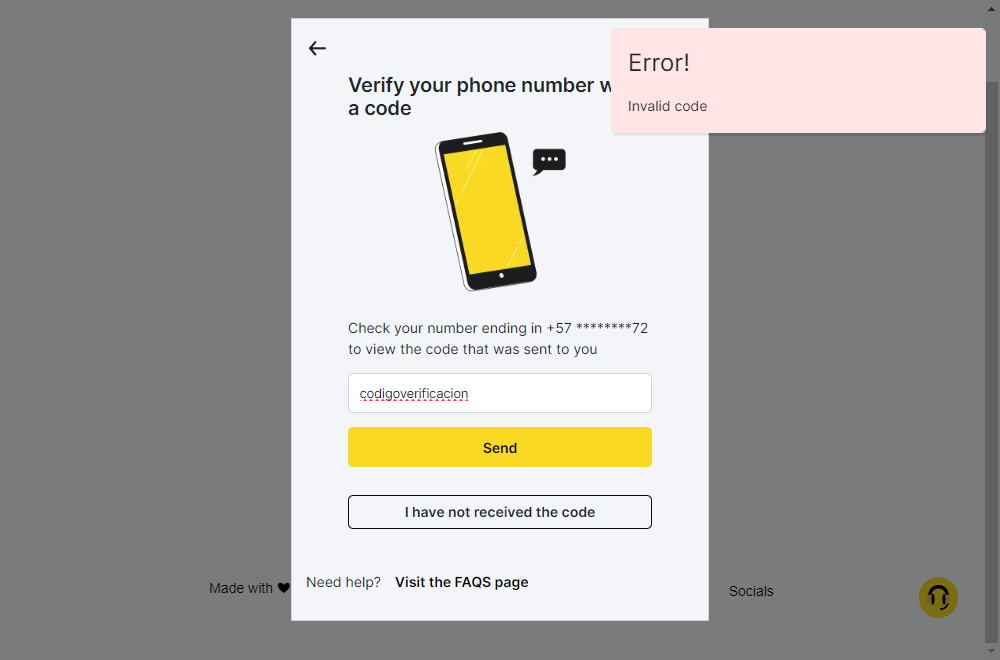 Verify your phone number w
a code
Error!
Invalid code
Check your number ending in +57 ********72
to view the code that was sent to you
codigoverificacion
Send
I have not received the code
Need help? Visit the FAQS page
Made with
Socials